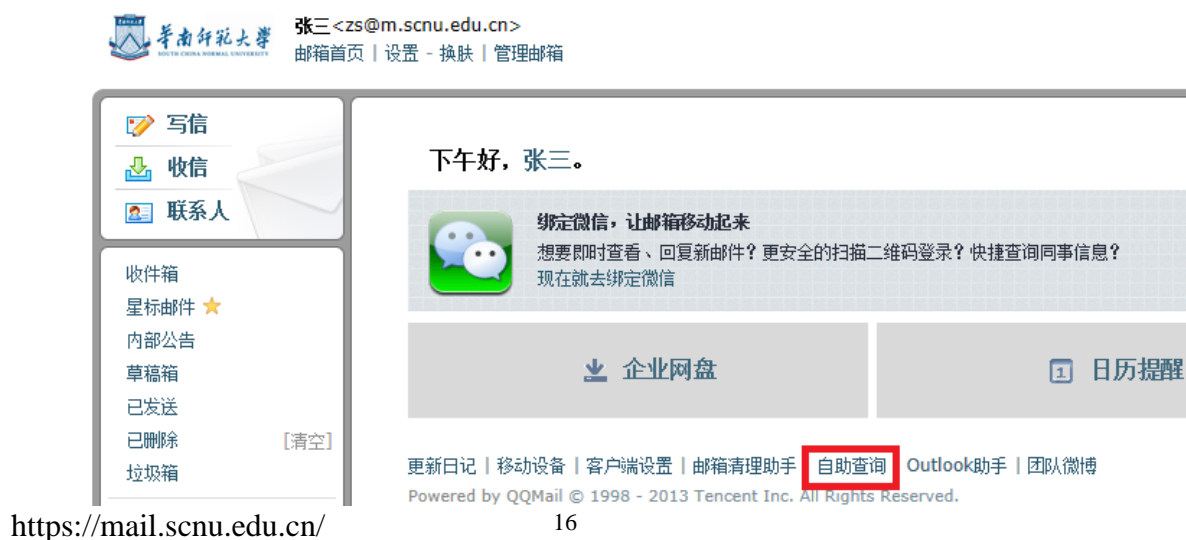 華南師範大學
SOUTH CHINA NORMAL UNIVERSITY
张三<zs@m.scnu.edu.cn>
邮箱首页 | 设置 - 换肤 | 管理邮箱
写信
收信
联系人
收件箱
星标邮件
内部公告
草稿箱
已发送
已删除 [清空]
垃圾箱
下午好，张三。
绑定微信，让邮箱移动起来
想要即时查看、回复新邮件？更安全的扫描二维码登录？快捷查询同事信息？
现在就去绑定微信
企业网盘
1 日历提醒
更新日记 | 移动设备 | 客户端设置 | 邮箱清理助手 | 自助查询 Outlook助手 | 团队微博
Powered by QQMail © 1998 - 2013 Tencent Inc. All Rights Reserved.
https://mail.scnu.edu.cn/ 16